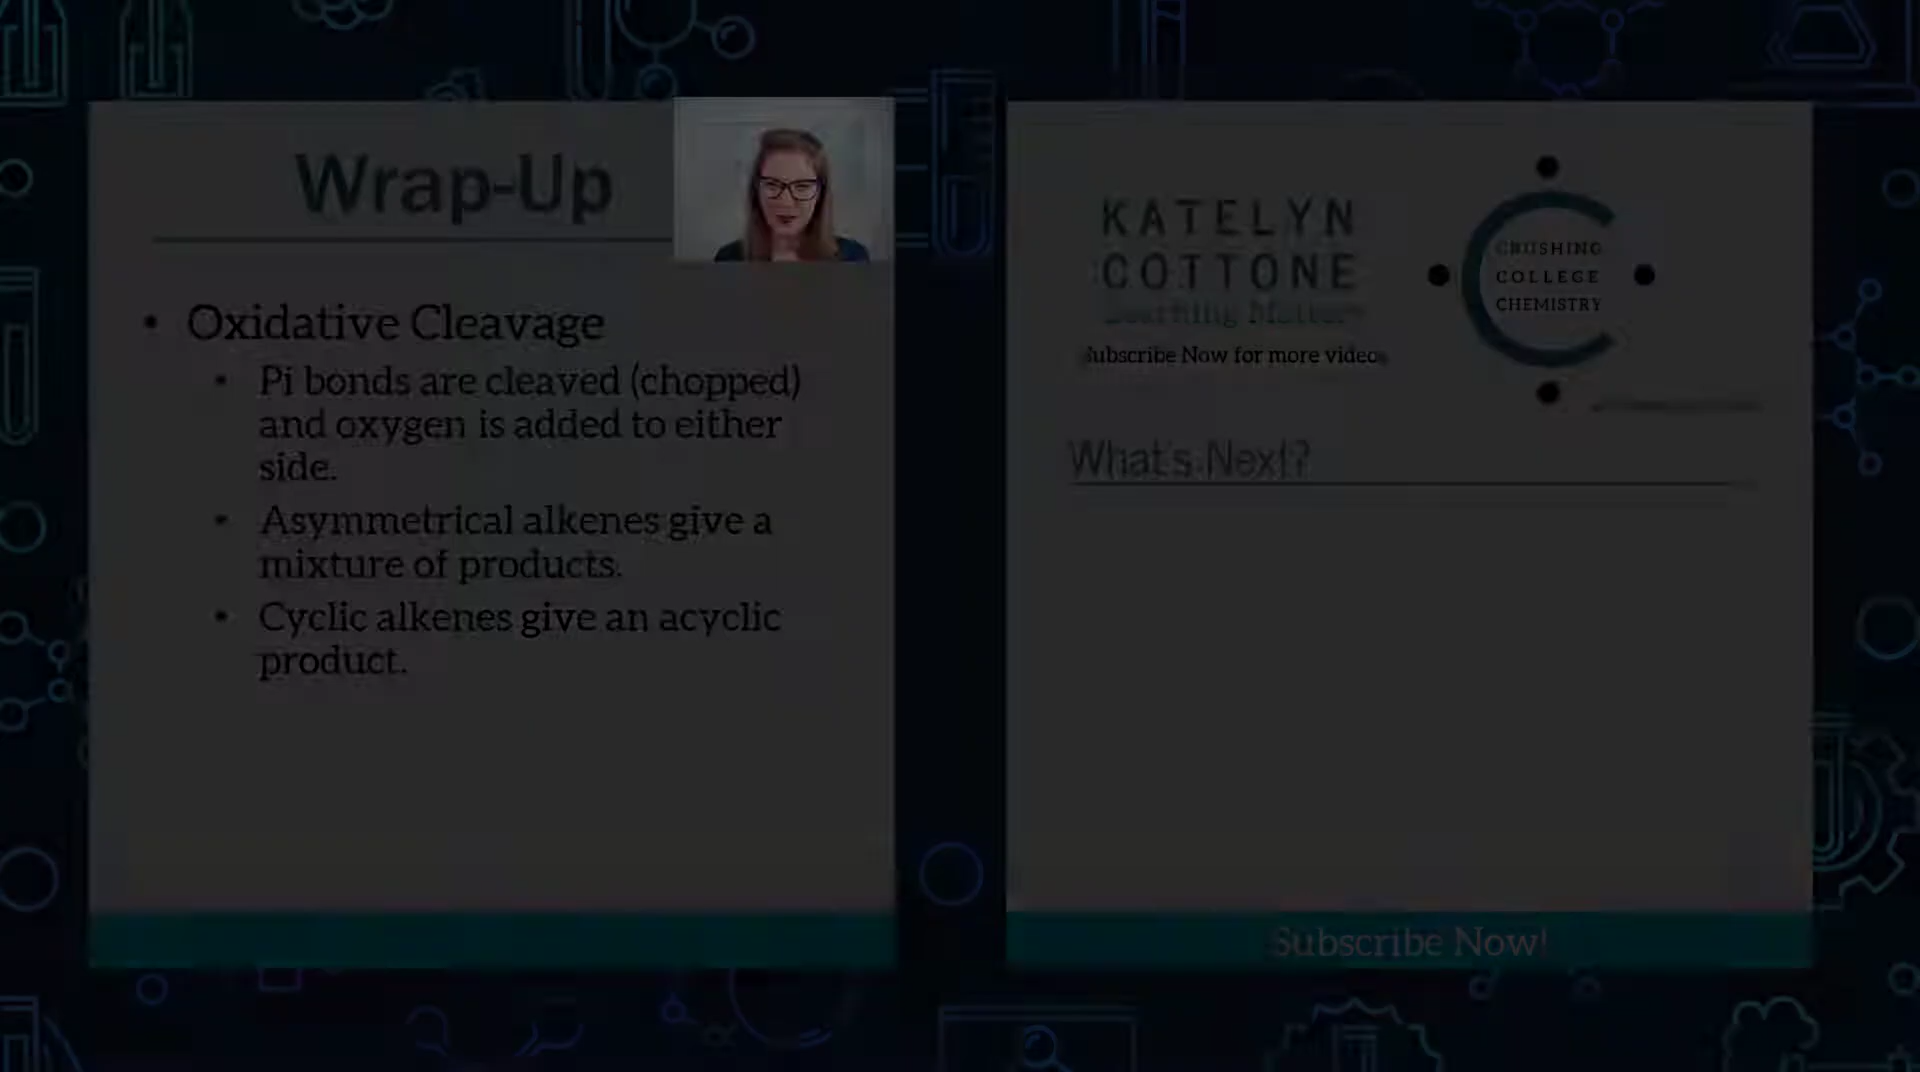 Wrap-Up
• Oxidative Cleavage
• Pi bonds are cleaved (chopped)
and oxygen is added to either
side.
• Asymmetrical alkenes give a
mixture of products.
• Cyclic alkenes give an acyclic
product.
KATELYN
COTTONE
Teaching Matters
Subscribe Now for more videos
CRUSHING
COLLEGE
CHEMISTRY
What's Next?
Subscribe Now!